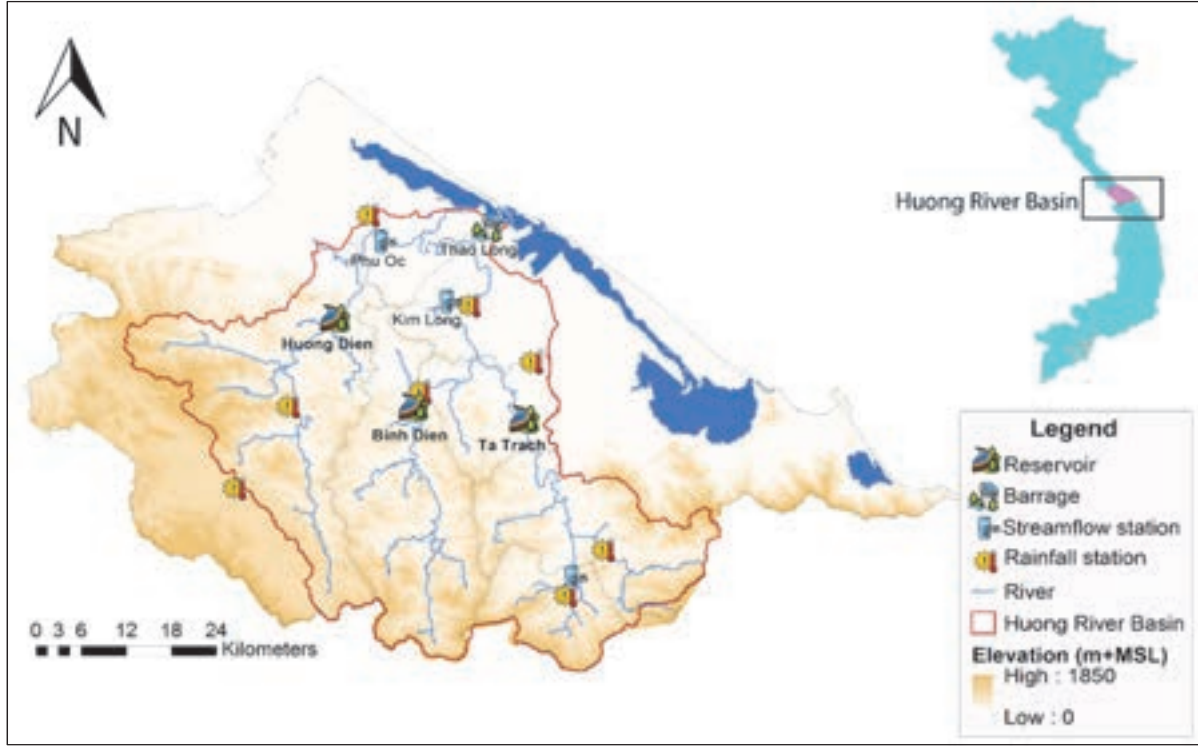 N
Huong River Basin
Phu Oc
Thao Long
Kim Long
Huong Dien
Binh Dien
Ta Trach
0 3 6 12 18 24
Kilometers
Legend
Reservoir
Barrage
Streamflow station
Rainfall station
River
Huong River Basin
Elevation (m+MSL)
High : 1850
Low : 0